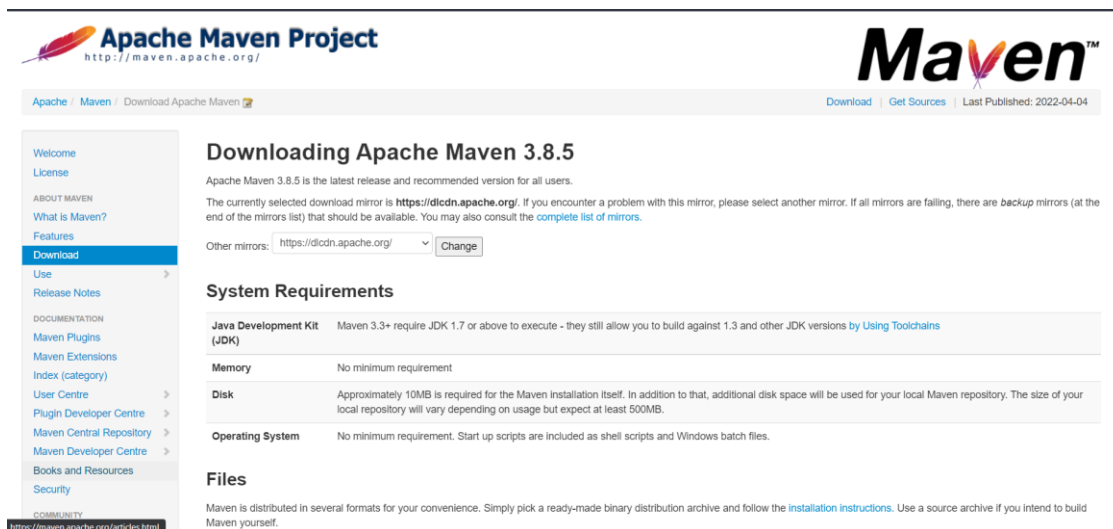 Apache Maven Project
http://maven.apache.org/
Maven™
Apache / Maven / Download Apache Maven
Download | Get Sources | Last Published: 2022-04-04
Welcome
License
ABOUT MAVEN
What is Maven?
Features
Download
Use
Release Notes
DOCUMENTATION
Maven Plugins
Maven Extensions
Index (category)
User Centre
Plugin Developer Centre
Maven Central Repository
Maven Developer Centre
Books and Resources
Security
COMMUNITY
https://maven.apache.org/articles.html
Downloading Apache Maven 3.8.5
Apache Maven 3.8.5 is the latest release and recommended version for all users.
The currently selected download mirror is https://dlcdn.apache.org/. If you encounter a problem with this mirror, please select another mirror. If all mirrors are failing, there are backup mirrors (at the
end of the mirrors list) that should be available. You may also consult the complete list of mirrors.
Other mirrors: https://dlcdn.apache.org/ Change
System Requirements
Java Development Kit Maven 3.3+ require JDK 1.7 or above to execute - they still allow you to build against 1.3 and other JDK versions by Using Toolchains
(JDK)
Memory No minimum requirement
Disk Approximately 10MB is required for the Maven installation itself. In addition to that, additional disk space will be used for your local Maven repository. The size of your
local repository will vary depending on usage but expect at least 500MB.
Operating System No minimum requirement. Start up scripts are included as shell scripts and Windows batch files.
Files
Maven is distributed in several formats for your convenience. Simply pick a ready-made binary distribution archive and follow the installation instructions. Use a source archive if you intend to build
Maven yourself.